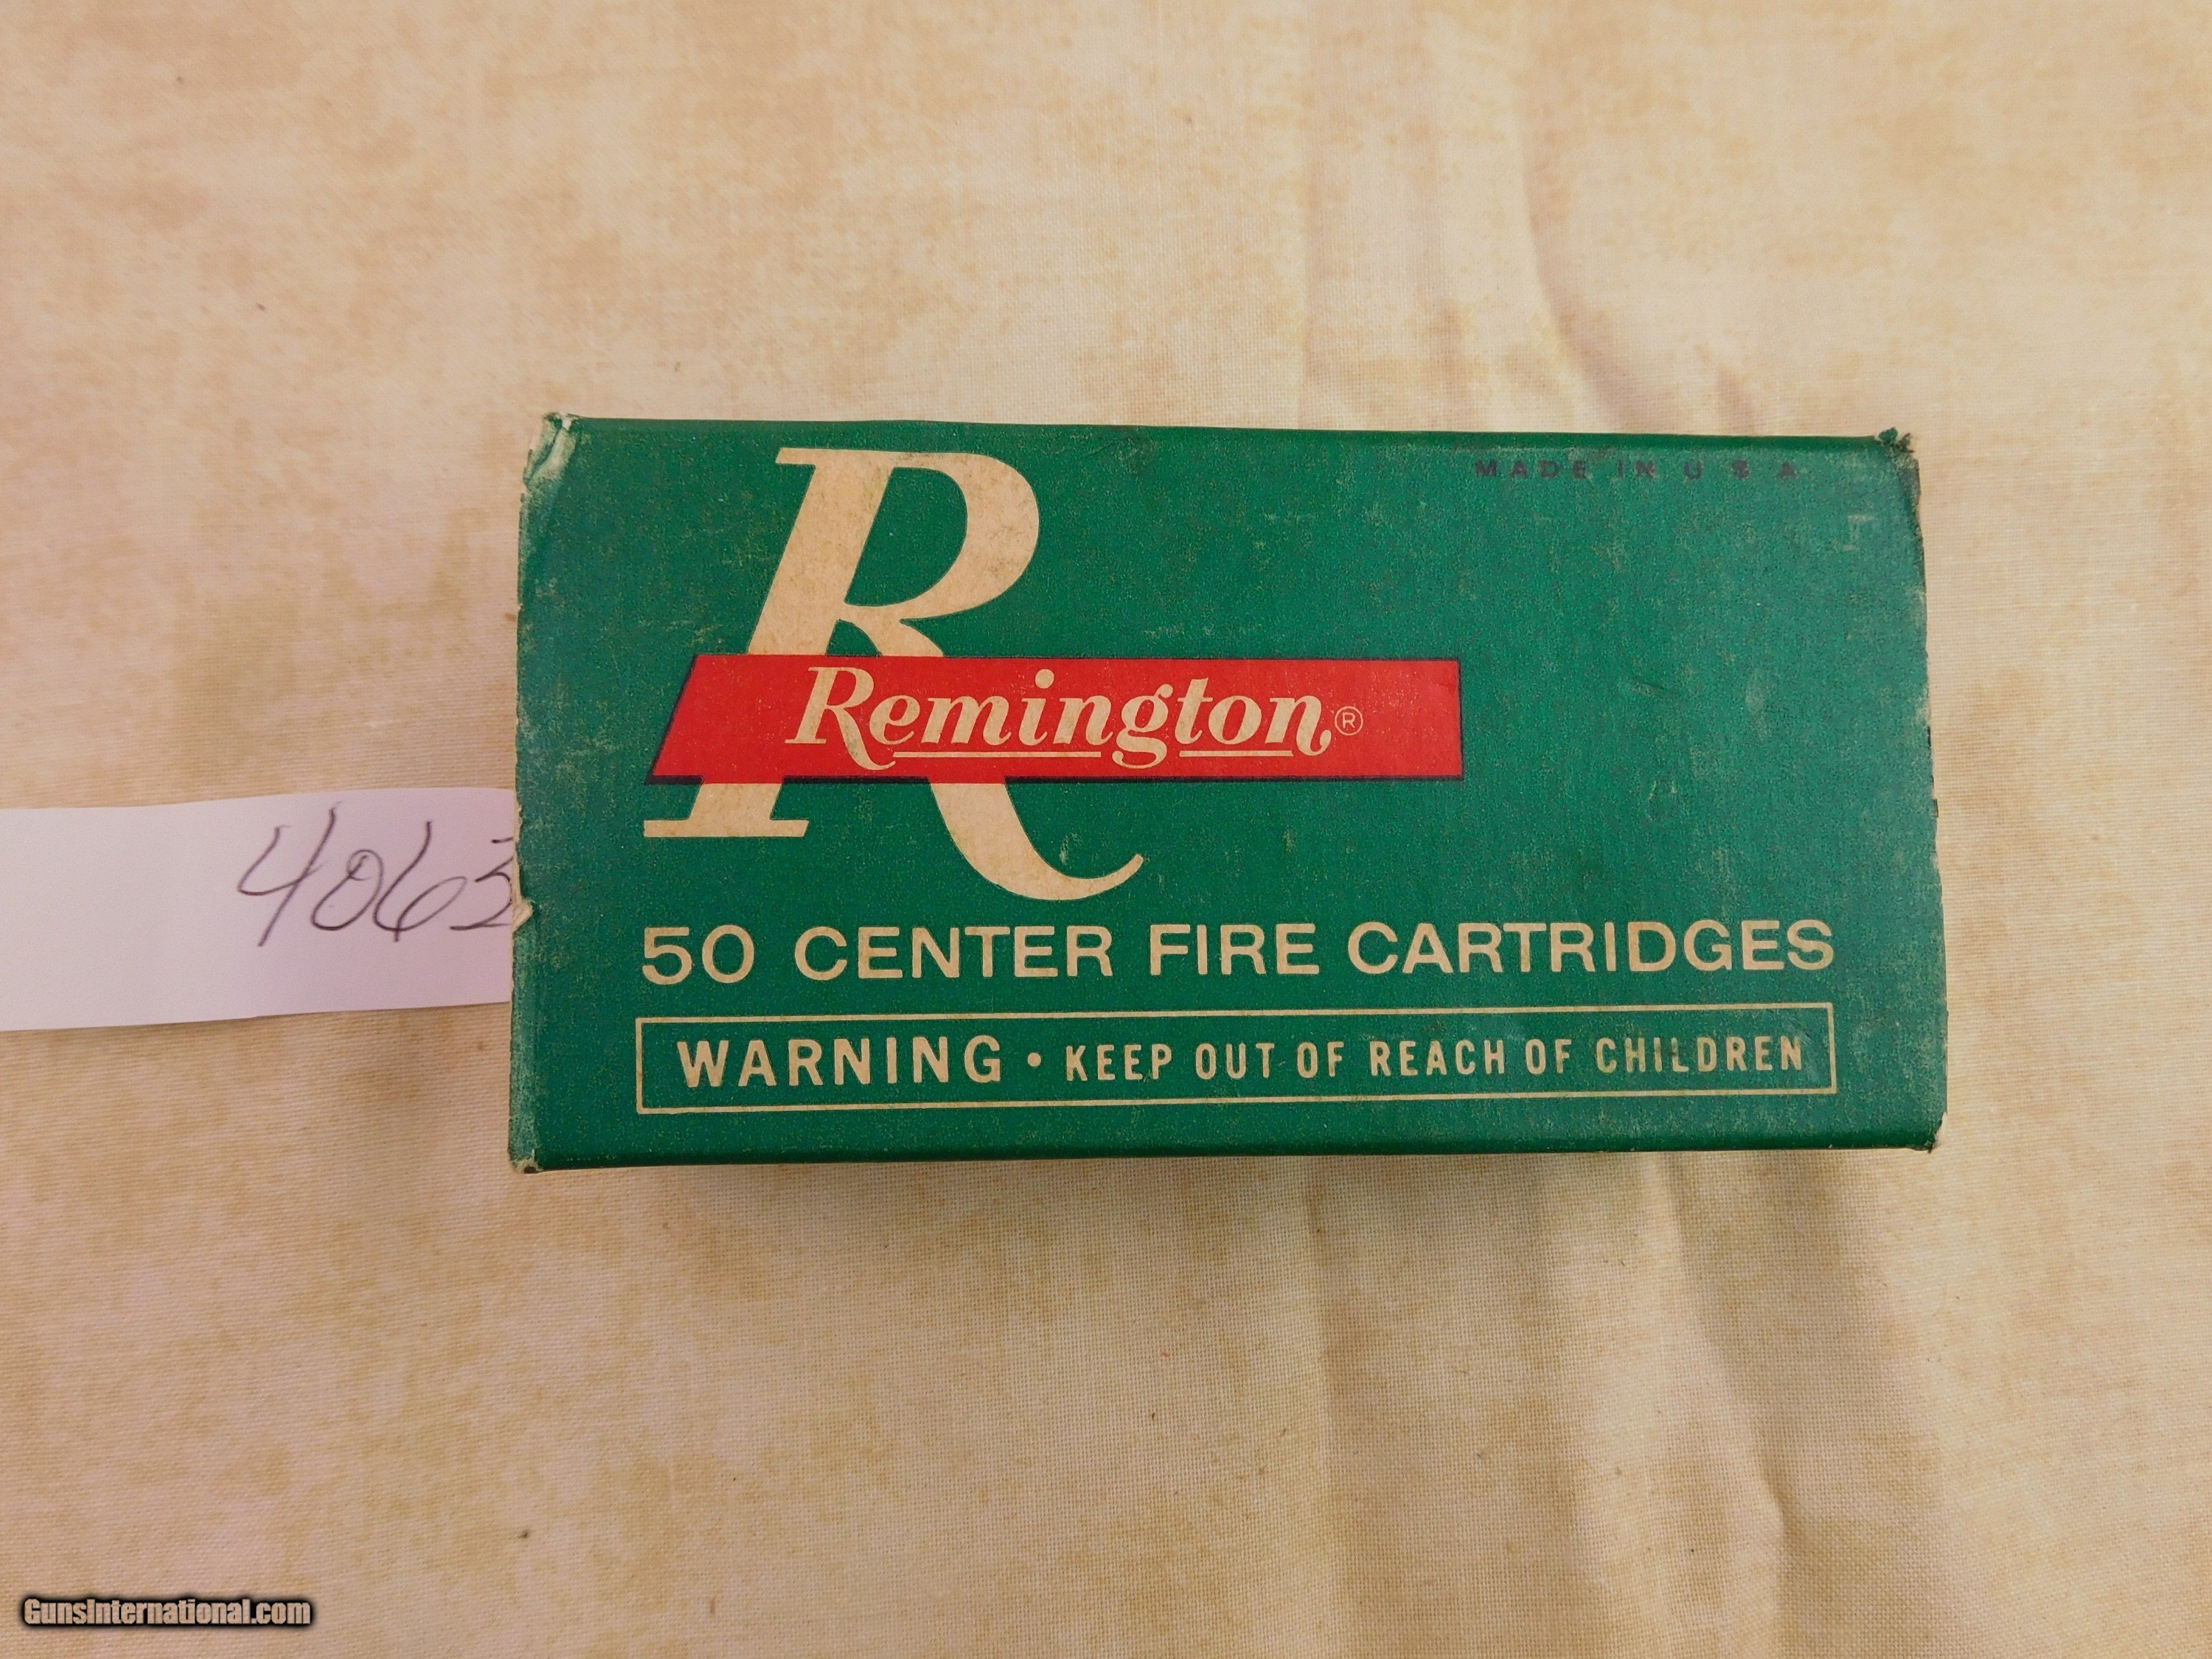 MADE IN U S A
R
Remington®
4063
50 CENTER FIRE CARTRIDGES
WARNING • KEEP OUT OF REACH OF CHILDREN
GunsInternational.com